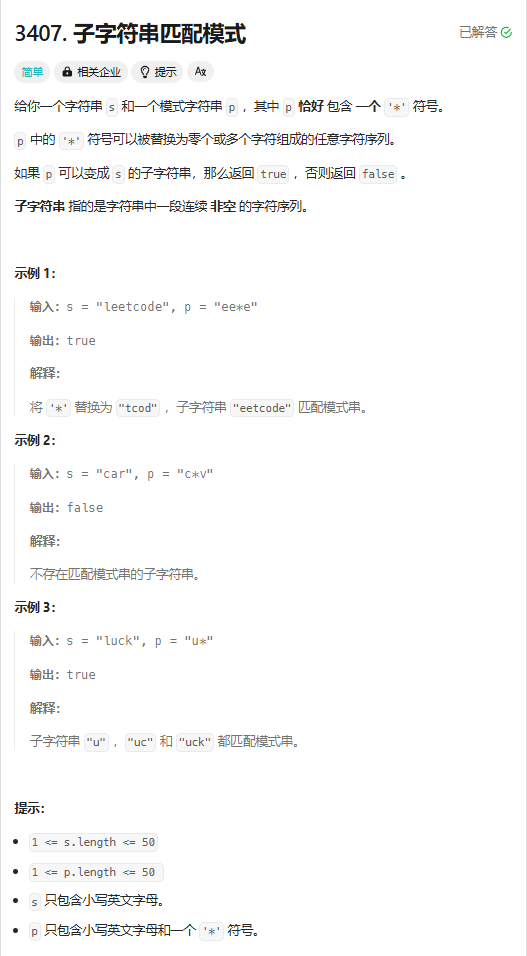 3407. 子字符串匹配模式
已解答
简单 相关企业 提示 Aあ
给你一个字符串 s 和一个模式字符串 p ，其中 p 恰好 包含 一个 '*' 符号。
p 中的 '*' 符号可以被替换为零个或多个字符组成的任意字符序列。
如果 p 可以变成 s 的子字符串，那么返回 true ，否则返回 false 。
子字符串 指的是字符串中一段连续 非空 的字符序列。
示例 1：
输入：s = "leetcode", p = "ee*e"
输出：true
解释：
将 '*' 替换为 "tcod" ，子字符串 "eetcode" 匹配模式串。
示例 2：
输入：s = "car", p = "c*v"
输出：false
解释：
不存在匹配模式串的子字符串。
示例 3：
输入：s = "luck", p = "u*"
输出：true
解释：
子字符串 "u" ，"uc" 和 "uck" 都匹配模式串。
提示：
1 <= s.length <= 50
1 <= p.length <= 50
s 只包含小写英文字母。
p 只包含小写英文字母和一个 '*' 符号。